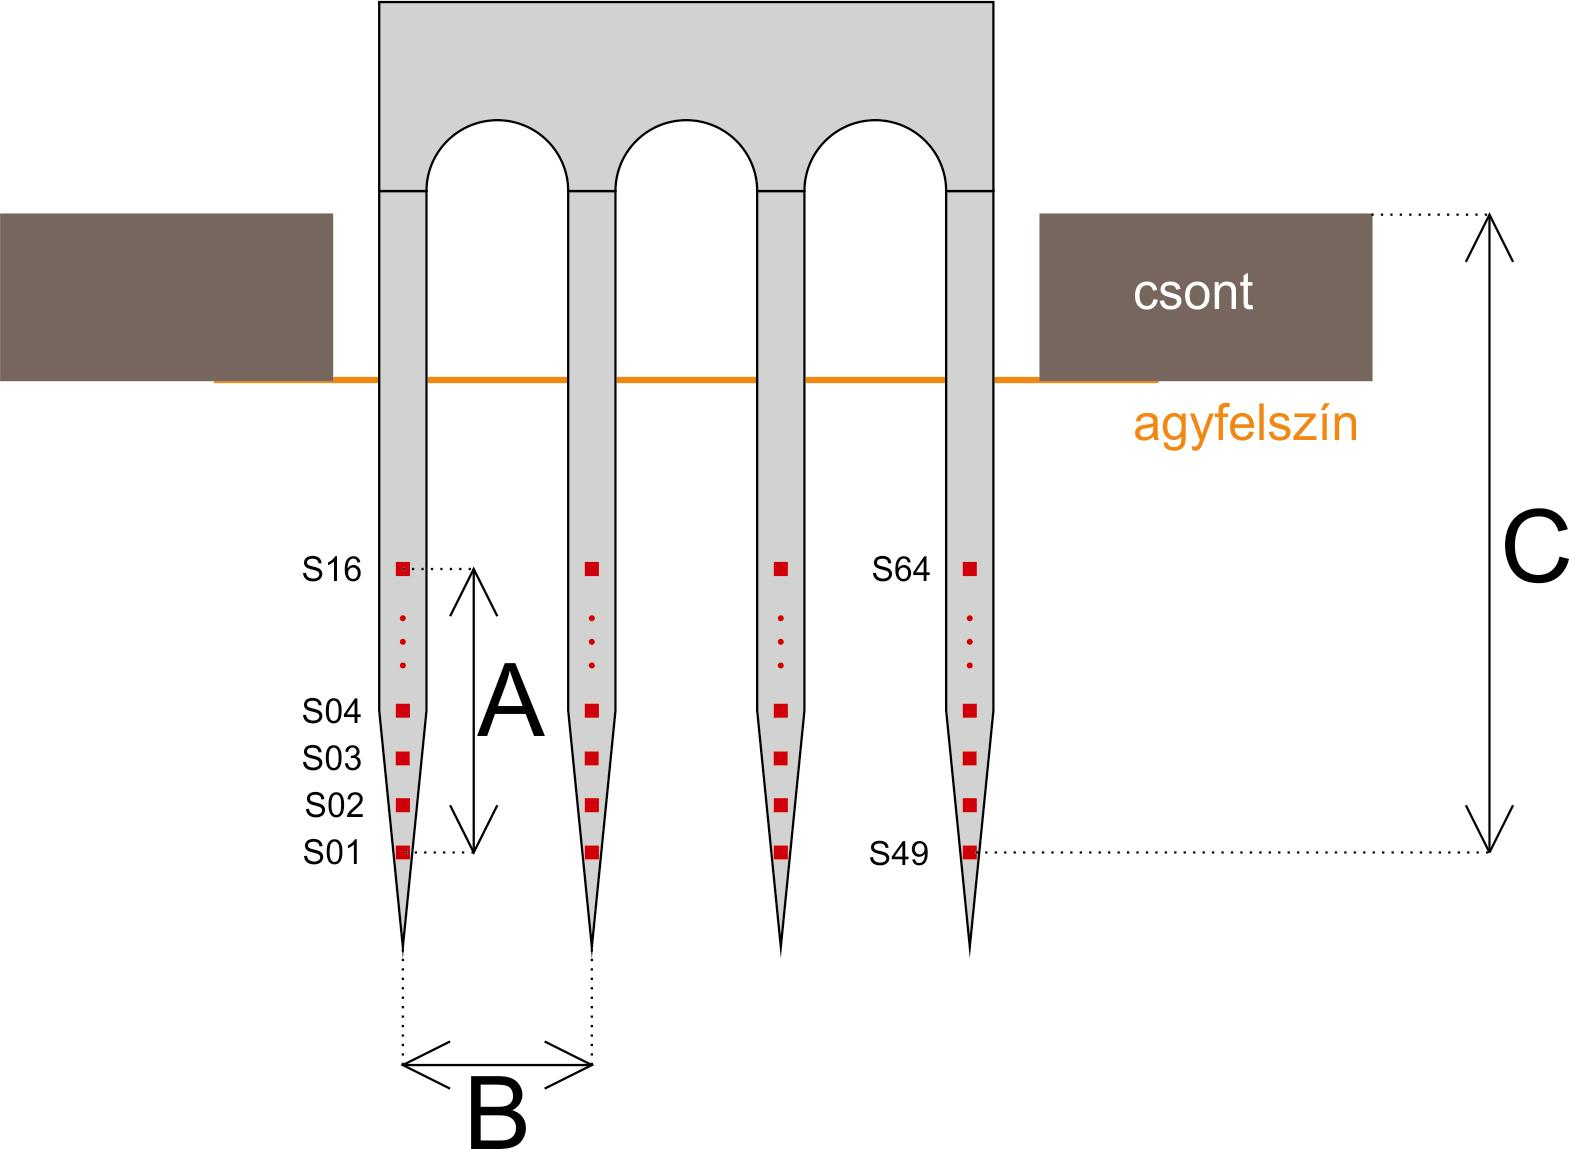 csont
agyfelszín
C
S16
S64
A
S04
S03
S02
S01
S49
B